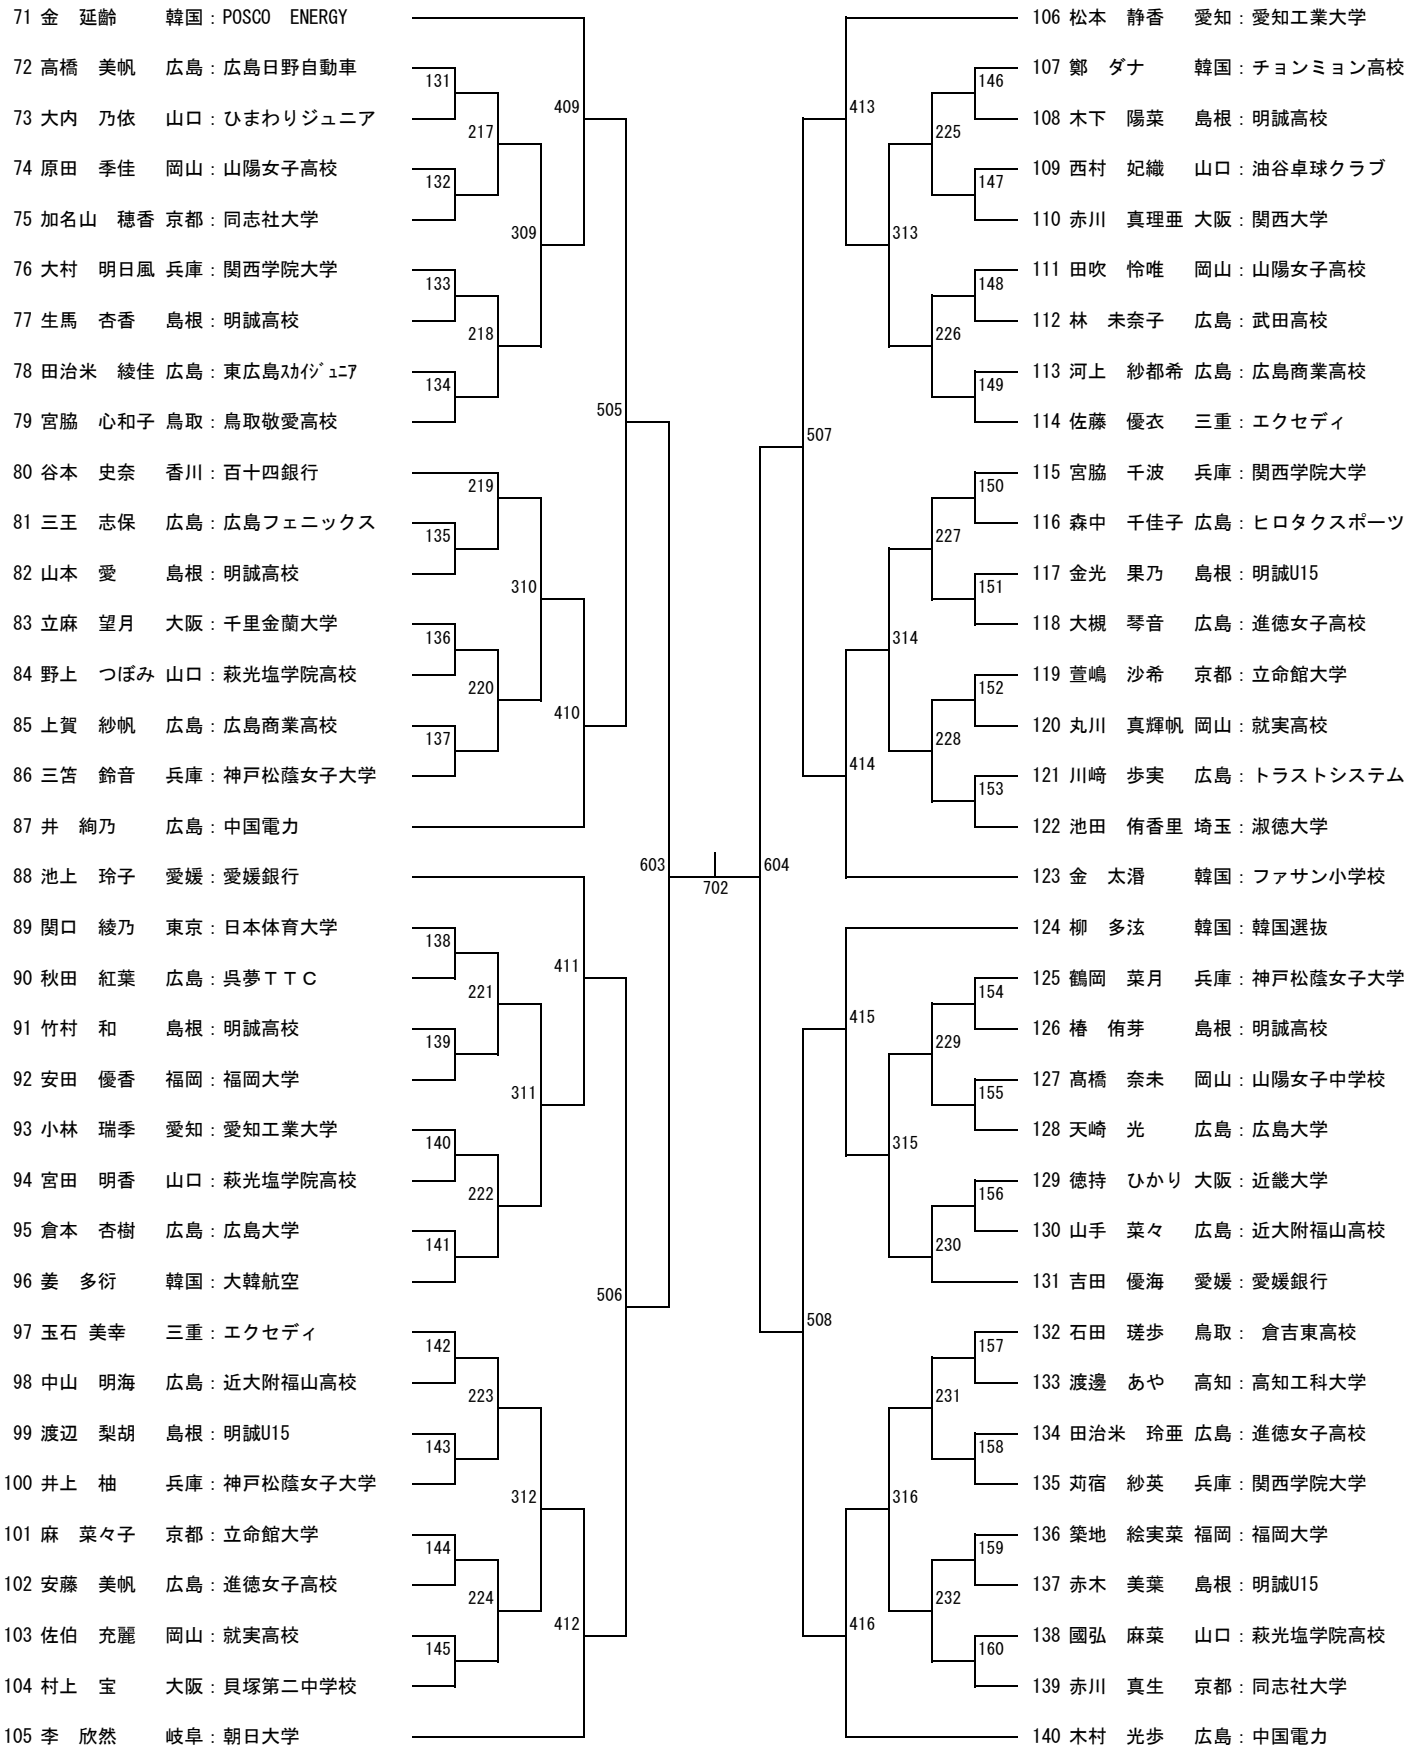 71 金　延齢　韓国：POSCO ENERGY
72 高橋　美帆　広島：広島日野自動車
73 大内　乃依　山口：ひまわりジュニア
74 原田　季佳　岡山：山陽女子高校
75 加名山　穂香　京都：同志社大学
76 大村　明日風　兵庫：関西学院大学
77 生馬　杏香　島根：明誠高校
78 田治米　綾佳　広島：東広島ｽｶｲｼﾞｭﾆｱ
79 宮脇　心和子　鳥取：鳥取敬愛高校
80 谷本　史奈　香川：百十四銀行
81 三王　志保　広島：広島フェニックス
82 山本　愛　島根：明誠高校
83 立麻　望月　大阪：千里金蘭大学
84 野上　つぼみ　山口：萩光塩学院高校
85 上賀　紗帆　広島：広島商業高校
86 三笘　鈴音　兵庫：神戸松蔭女子大学
87 井　絢乃　広島：中国電力
88 池上　玲子　愛媛：愛媛銀行
89 関口　綾乃　東京：日本体育大学
90 秋田　紅葉　広島：呉夢ＴＴＣ
91 竹村　和　島根：明誠高校
92 安田　優香　福岡：福岡大学
93 小林　瑞季　愛知：愛知工業大学
94 宮田　明香　山口：萩光塩学院高校
95 倉本　杏樹　広島：広島大学
96 姜　多衍　韓国：大韓航空
97 玉石 美幸　三重：エクセディ
98 中山　明海　広島：近大附福山高校
99 渡辺　梨胡　島根：明誠U15
100 井上　柚　兵庫：神戸松蔭女子大学
101 麻　菜々子　京都：立命館大学
102 安藤　美帆　広島：進徳女子高校
103 佐伯　充麗　岡山：就実高校
104 村上　宝　大阪：貝塚第二中学校
105 李　欣然　岐阜：朝日大学
131
132
133
134
135
136
137
138
139
140
141
142
143
144
145
217
218
219
220
221
222
223
224
309
310
311
312
409
410
411
412
505
506
603
702
604
507
508
413
414
415
416
313
314
315
316
225
226
227
228
229
230
231
232
146
147
148
149
150
151
152
153
154
155
156
157
158
159
160
106 松本　静香　愛知：愛知工業大学
107 鄭　ダナ　韓国：チョンミョン高校
108 木下　陽菜　島根：明誠高校
109 西村　妃織　山口：油谷卓球クラブ
110 赤川　真理亜　大阪：関西大学
111 田吹　怜唯　岡山：山陽女子高校
112 林　未奈子　広島：武田高校
113 河上　紗都希　広島：広島商業高校
114 佐藤　優衣　三重：エクセディ
115 宮脇　千波　兵庫：関西学院大学
116 森中　千佳子　広島：ヒロタクスポーツ
117 金光　果乃　島根：明誠U15
118 大槻　琴音　広島：進徳女子高校
119 萱嶋　沙希　京都：立命館大学
120 丸川　真輝帆　岡山：就実高校
121 川﨑　歩実　広島：トラストシステム
122 池田　侑香里　埼玉：淑徳大学
123 金　太湣　韓国：ファサン小学校
124 柳　多泫　韓国：韓国選抜
125 鶴岡　菜月　兵庫：神戸松蔭女子大学
126 椿　侑芽　島根：明誠高校
127 髙橋　奈未　岡山：山陽女子中学校
128 天崎　光　広島：広島大学
129 徳持　ひかり　大阪：近畿大学
130 山手　菜々　広島：近大附福山高校
131 吉田　優海　愛媛：愛媛銀行
132 石田　瑳歩　鳥取： 倉吉東高校
133 渡邊　あや　高知：高知工科大学
134 田治米　玲亜　広島：進徳女子高校
135 苅宿　紗英　兵庫：関西学院大学
136 築地　絵実菜　福岡：福岡大学
137 赤木　美葉　島根：明誠U15
138 國弘　麻菜　山口：萩光塩学院高校
139 赤川　真生　京都：同志社大学
140 木村　光歩　広島：中国電力